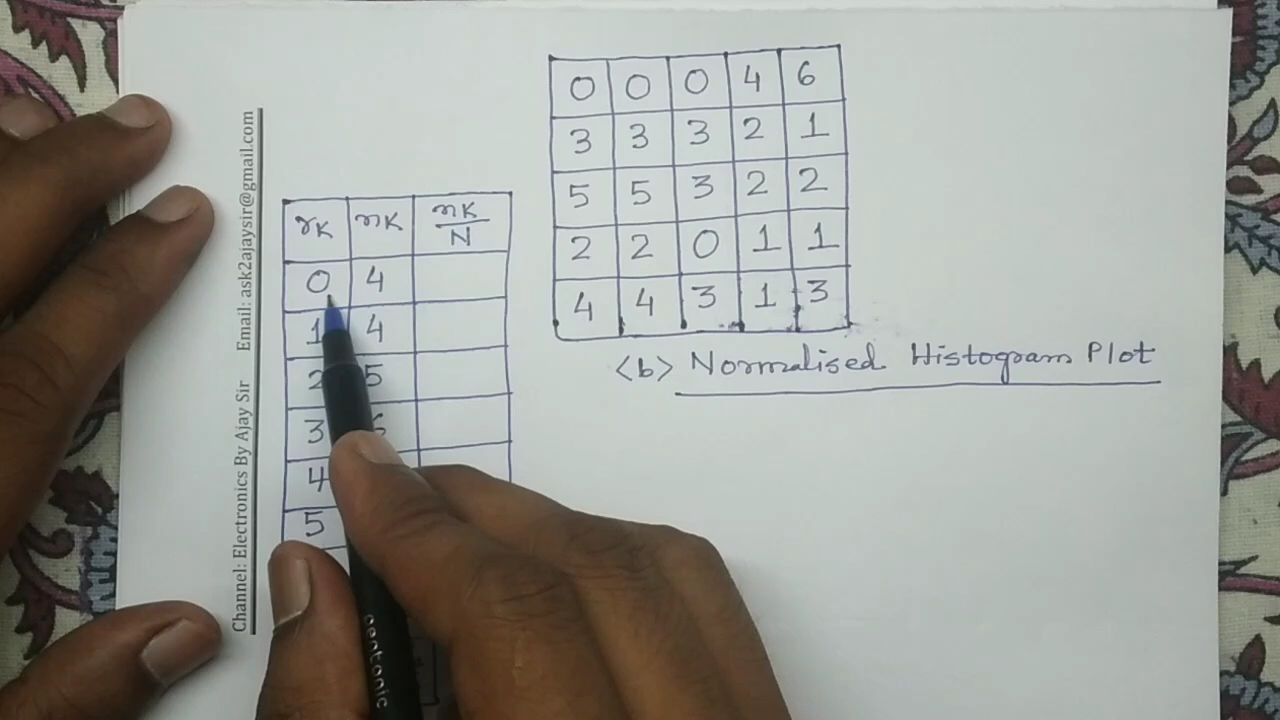 0 0 0 4 6
3 3 3 2 1
5 5 3 2 2
2 2 0 1 1
4 4 3 1 3
<b> Normalised Histogram Plot
rK nK nK/N
0 4
1 4
2 5
3
4
5
Channel: Electronics By Ajay Sir Email: ask2ajaysir@gmail.com